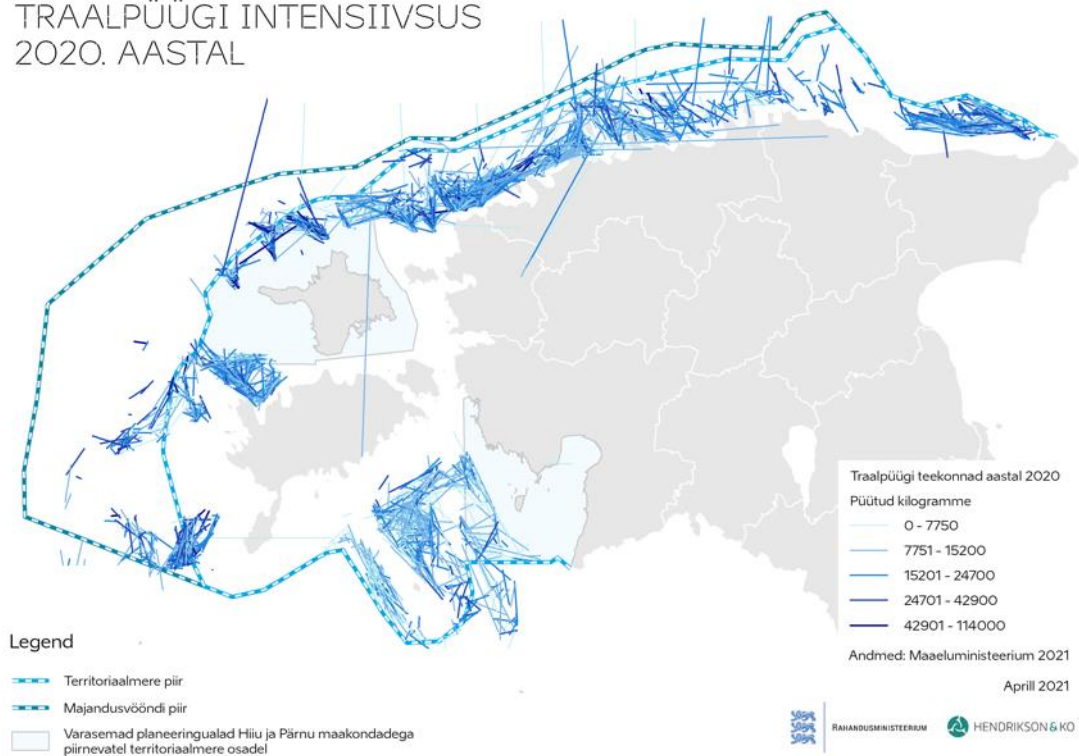 TRAALPÜÜGI INTENSIIVSUS
2020. AASTAL
Traalpüügi teekonnad aastal 2020
Püütud kilogramme
0 - 7750
7751 - 15200
15201 - 24700
24701 - 42900
42901 - 114000
Andmed: Maaeluministeerium 2021
Aprill 2021
Legend
Territoriaalmere piir
Majandusvööndi piir
Varasemad planeeringualad Hiiu ja Pärnu maakondadega
piirnevatel territoriaalmere osadel
RAHANDUSMINISTEERIUM
HENDRIKSON & KO